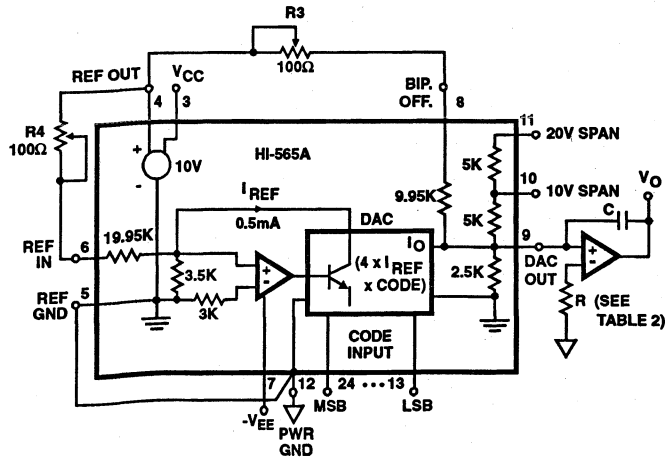 R3
100Ω
REF OUT
VCC
4
3
BIP.
OFF.
8
R4
100Ω
11
20V SPAN
+
10V
-
HI-565A
5K
10
10V SPAN
VO
IREF
0.5mA
9.95K
5K
C
DAC
REF
IN
6
19.95K
IO
9
(4 x IREF
x CODE)
DAC
OUT
+
-
+
-
3.5K
2.5K
REF
GND
5
3K
R
(SEE
TABLE 2)
CODE
INPUT
7
12
24 ••• 13
-VEE
PWR
GND
MSB
LSB